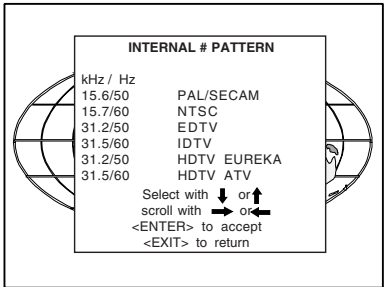 INTERNAL # PATTERN
kHz / Hz
15.6/50 PAL/SECAM
15.7/60 NTSC
31.2/50 EDTV
31.5/60 IDTV
31.2/50 HDTV EUREKA
31.5/60 HDTV ATV
Select with ↓ or ↑
scroll with → or ←
<ENTER> to accept
<EXIT> to return